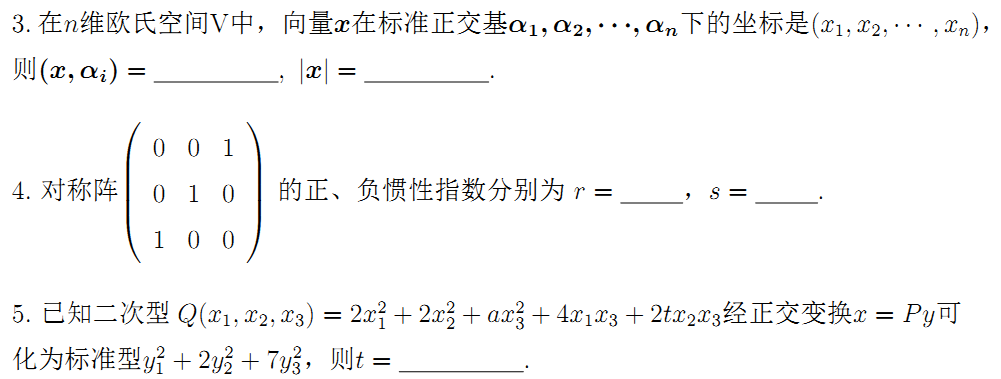 3. 在n维欧氏空间V中，向量x在标准正交基α₁, α₂, ⋯, αₙ下的坐标是(x₁, x₂, ⋯ , xₙ)，
则(x, αᵢ) = ________, |x| = ________.
4. 对称阵 ( 0 0 1
0 1 0
1 0 0 ) 的正、负惯性指数分别为 r = ____，s = ____.
5. 已知二次型 Q(x₁, x₂, x₃) = 2x₁² + 2x₂² + ax₃² + 4x₁x₃ + 2tx₂x₃经正交变换x = Py可
化为标准型y₁² + 2y₂² + 7y₃²，则t = ________.